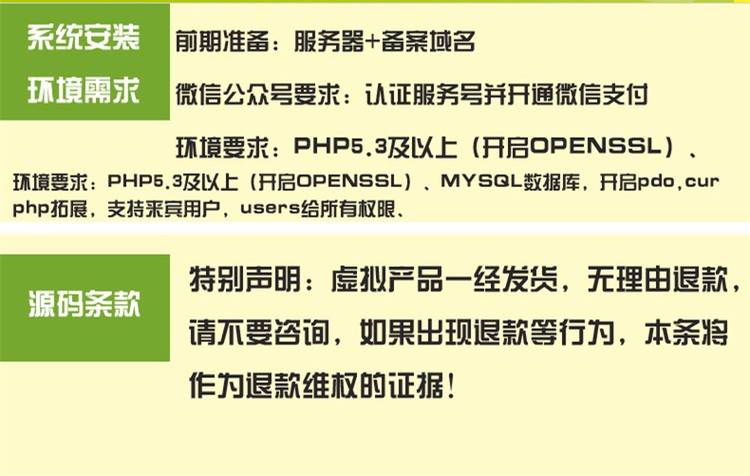 系统安装
环境需求
前期准备：服务器+备案域名
微信公众号要求：认证服务号并开通微信支付
环境要求：PHP5.3及以上（开启OPENSSL）、
环境要求：PHP5.3及以上（开启OPENSSL）、MYSQL数据库，开启pdo,cur
php拓展，支持来宾用户，users给所有权限、
源码条款
特别声明：虚拟产品一经发货，无理由退款，
请不要咨询，如果出现退款等行为，本条将
作为退款维权的证据！